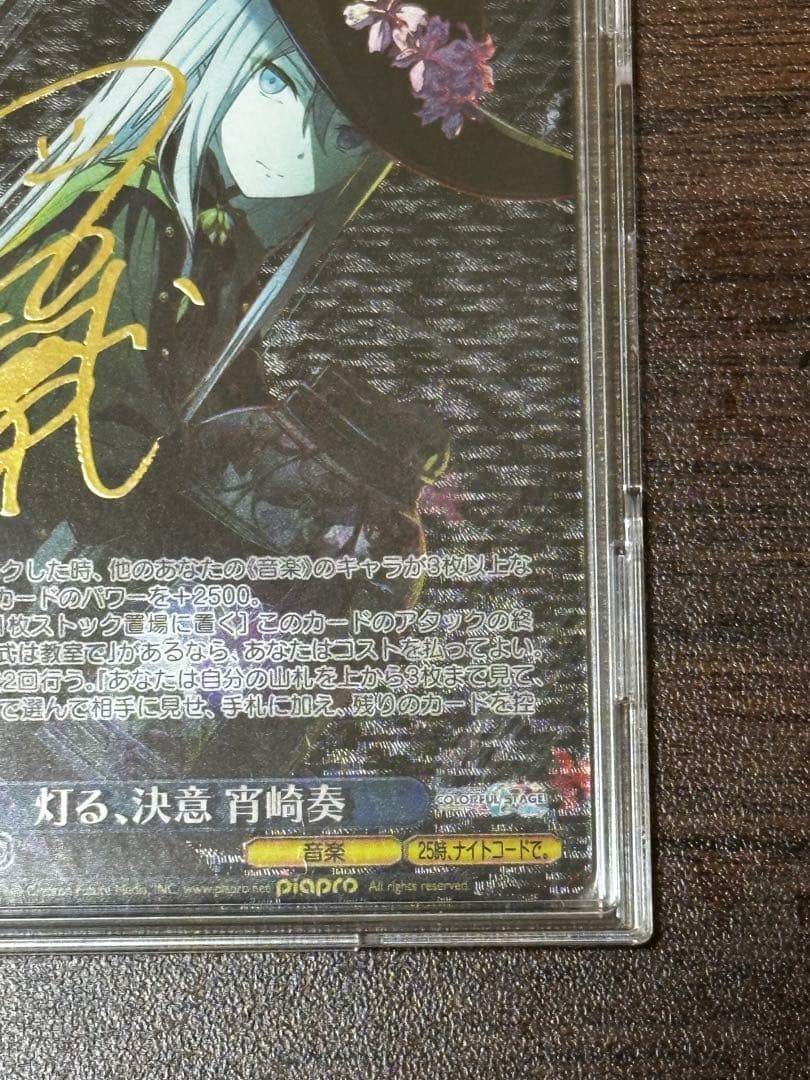 クした時、他のあなたの《音楽》のキャラが3枚以上な
カードのパワーを+2500。
1枚ストック置場に置く］このカードのアタックの終
式は教室で」があるなら、あなたはコストを払ってよい。
2回行う。『あなたは自分の山札を上から3枚まで見て、
で選んで相手に見せ、手札に加え、残りのカードを控
灯る、決意 宵崎奏
COLORFUL STAGE!
音楽 25時、ナイトコードで。
Future Media, INC. www.piapro.net piapro All rights reserved.